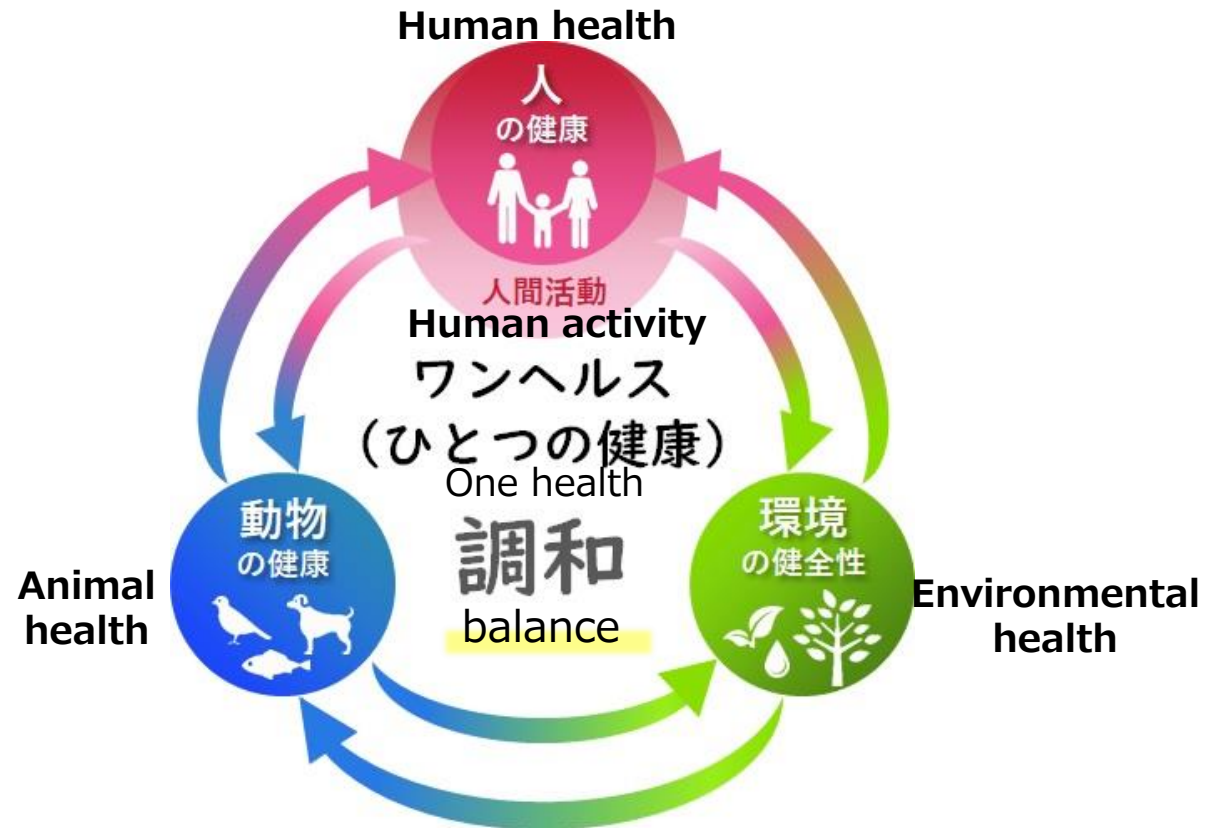 Human health
人
の健康
人間活動
Human activity
ワンヘルス
(ひとつの健康)
One health
調和
balance
動物
の健康
Animal
health
環境
の健全性
Environmental
health